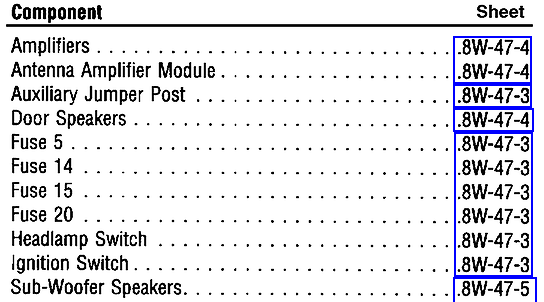 Component Sheet
Amplifiers . . . . . . . . . . . . . . . . . . . . . . . . . . . . . .8W-47-4
Antenna Amplifier Module . . . . . . . . . . . . . . . . . . .8W-47-4
Auxiliary Jumper Post . . . . . . . . . . . . . . . . . . . . . .8W-47-3
Door Speakers . . . . . . . . . . . . . . . . . . . . . . . . . . .8W-47-4
Fuse 5 . . . . . . . . . . . . . . . . . . . . . . . . . . . . . . . . .8W-47-3
Fuse 14 . . . . . . . . . . . . . . . . . . . . . . . . . . . . . . . .8W-47-3
Fuse 15 . . . . . . . . . . . . . . . . . . . . . . . . . . . . . . . .8W-47-3
Fuse 20 . . . . . . . . . . . . . . . . . . . . . . . . . . . . . . . .8W-47-3
Headlamp Switch . . . . . . . . . . . . . . . . . . . . . . . . .8W-47-3
Ignition Switch . . . . . . . . . . . . . . . . . . . . . . . . . . .8W-47-3
Sub-Woofer Speakers. . . . . . . . . . . . . . . . . . . . . . .8W-47-5